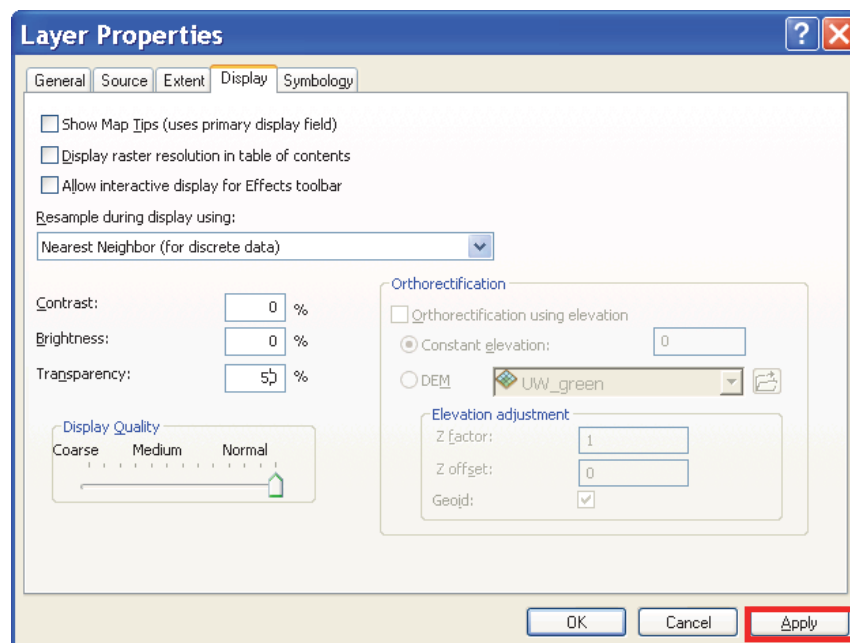 Layer Properties
General Source Extent Display Symbology
Show Map Tips (uses primary display field)
Display raster resolution in table of contents
Allow interactive display for Effects toolbar
Resample during display using:
Nearest Neighbor (for discrete data)
Contrast: 0 %
Brightness: 0 %
Transparency: %
Display Quality
Coarse Medium Normal
Orthorectification
Orthorectification using elevation
Constant elevation: 0
DEM UW_green
Elevation adjustment
Z factor: 1
Z offset: 0
Geoid:
OK Cancel Apply